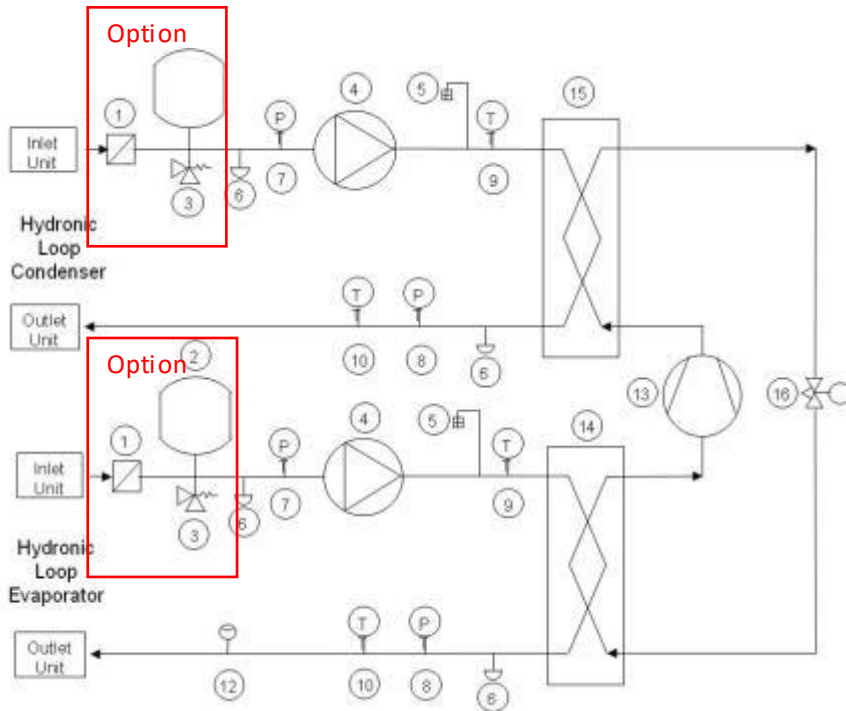 Option
1
P
4
5
T
15
Inlet
Unit
3
6
7
9
Hydronic
Loop
Condenser
Outlet
Unit
T
P
10
8
6
13
16
Option
2
1
P
4
5
T
14
Inlet
Unit
3
6
7
9
Hydronic
Loop
Evaporator
Outlet
Unit
T
P
12
10
8
6